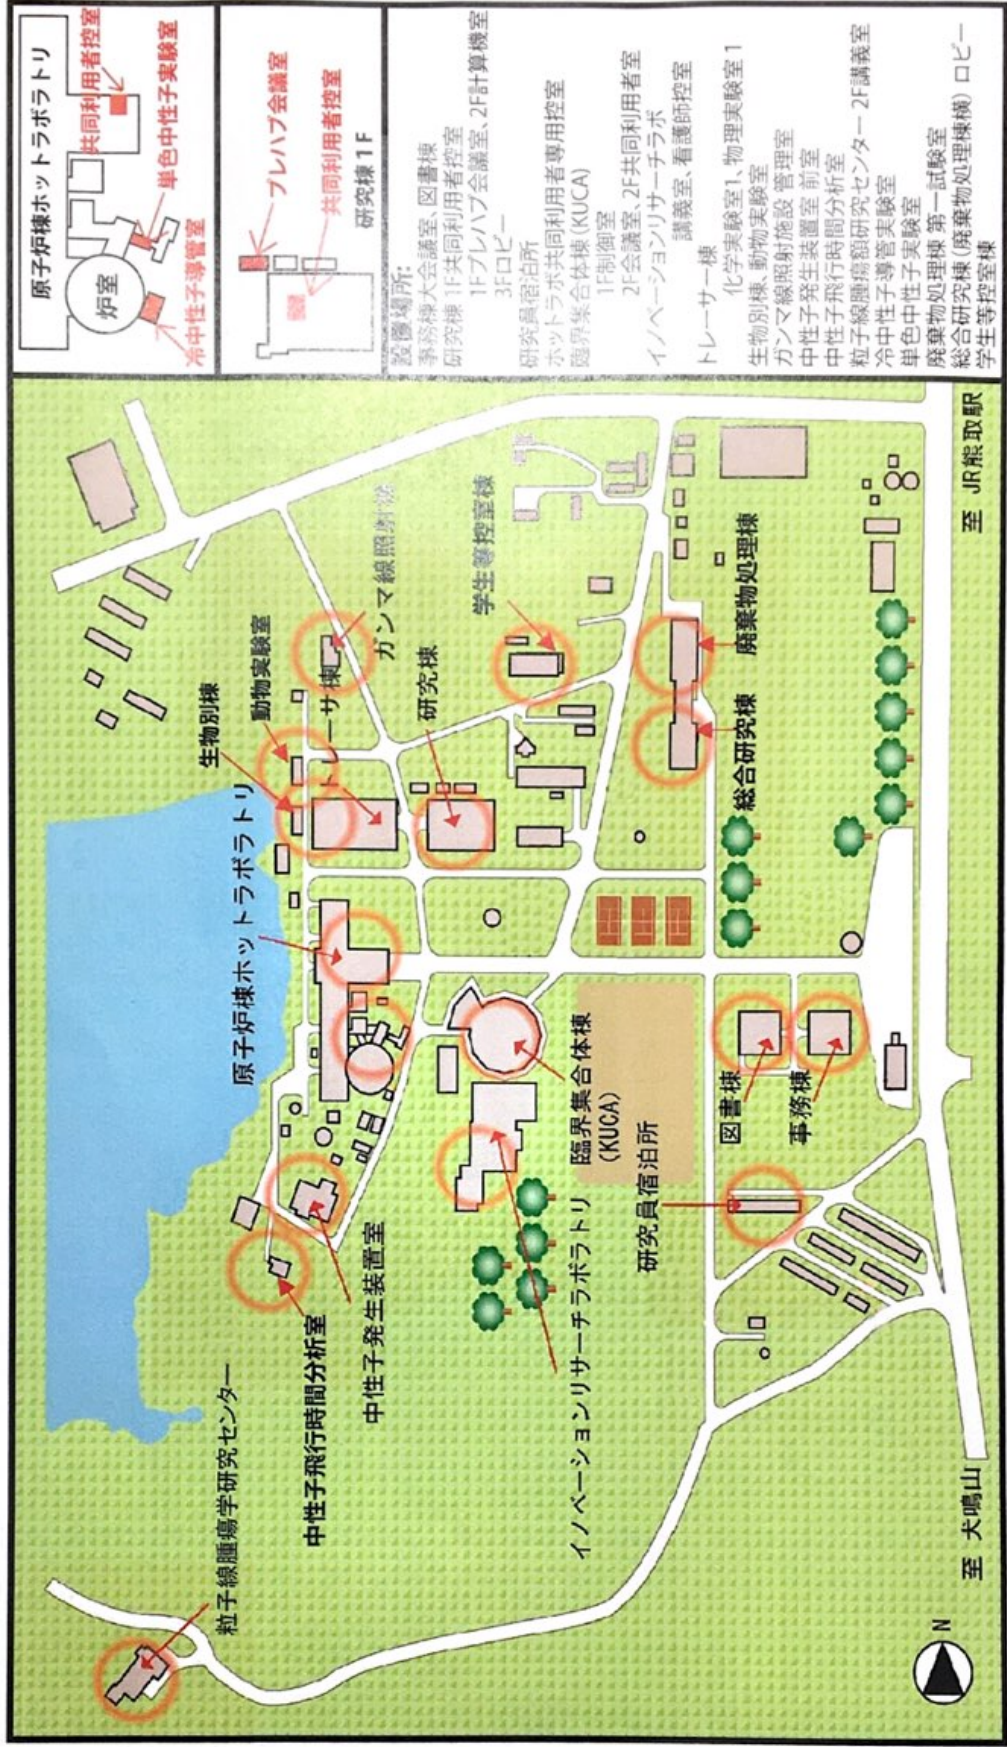 原子炉棟ホットラボラトリ
共同利用者控室
炉室
単色中性子実験室
冷中性子導管室
プレハブ会議室
共同利用者控室
研究棟1F
設置場所:
事務棟大会議室、図書棟
研究棟 1F共同利用者控室
1Fプレハブ会議室、2F計算機室
3Fロビー
研究員宿泊所
ホットラボ共同利用者専用控室
臨界集合体棟(KUCA)
1F制御室
2F会議室、2F共同利用者室
イノベーションリサーチラボ
講義室、看護師控室
トレーサー棟
化学実験室1、物理実験室1
生物別棟 動物実験室
ガンマ線照射施設 管理室
中性子発生装置室 前室
中性子飛行時間分析室
粒子線腫瘍額研究センター 2F講義室
冷中性子導管実験室
単色中性子実験室
廃棄物処理棟 第一試験室
総合研究棟(廃棄物処理棟横) ロビー
学生等控室棟
粒子線腫瘍学研究センター
中性子飛行時間分析室
中性子発生装置室
原子炉棟ホットラボラトリ
生物別棟
動物実験室
トレーサ棟
ガンマ線照射
研究棟
学生等控室棟
イノベーションリサーチラボラトリ
臨界集合体棟
(KUCA)
研究員宿泊所
図書棟
事務棟
総合研究棟
廃棄物処理棟
N
至 犬鳴山
至 JR熊取駅